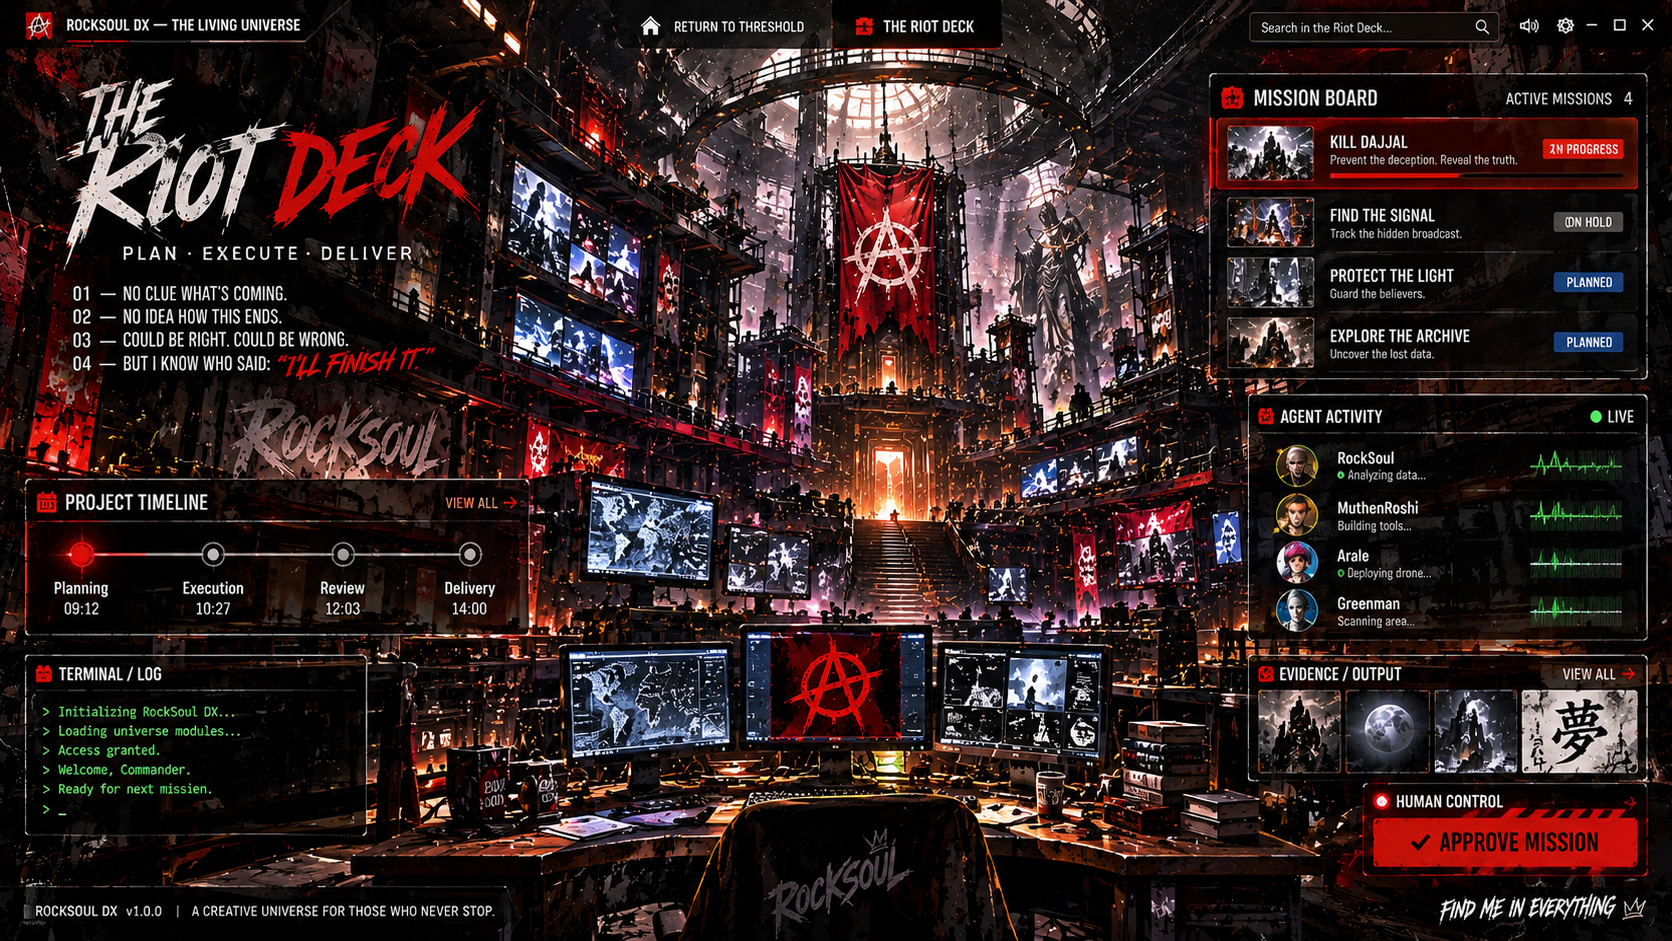 ROCKSOUL DX — THE LIVING UNIVERSE
RETURN TO THRESHOLD
THE RIOT DECK
Search in the Riot Deck...
THE
RIOT DECK
PLAN · EXECUTE · DELIVER
01 — NO CLUE WHAT'S COMING.
02 — NO IDEA HOW THIS ENDS.
03 — COULD BE RIGHT. COULD BE WRONG.
04 — BUT I KNOW WHO SAID: "I'LL FINISH IT."
ROCKSOUL
PROJECT TIMELINE
VIEW ALL →
Planning
09:12
Execution
10:27
Review
12:03
Delivery
14:00
TERMINAL / LOG
> Initializing RockSoul DX...
> Loading universe modules...
> Access granted.
> Welcome, Commander.
> Ready for next missien.
> _
ROCKSOUL DX v1.0.0 | A CREATIVE UNIVERSE FOR THOSE WHO NEVER STOP.
ROCKSOUL
MISSION BOARD
ACTIVE MISSIONS 4
KILL DAJJAL
Prevent the deception. Reveal the truth.
IN PROGRESS
FIND THE SIGNAL
Track the hidden broadcast.
ON HOLD
PROTECT THE LIGHT
Guard the believers.
PLANNED
EXPLORE THE ARCHIVE
Uncover the lost data.
PLANNED
AGENT ACTIVITY
LIVE
RockSoul
Analyzing data...
MuthenRoshi
Building tools...
Arale
Deploying drone...
Greenman
Scanning area...
EVIDENCE / OUTPUT
VIEW ALL →
夢
HUMAN CONTROL
✓ APPROVE MISSION
FIND ME IN EVERYTHING